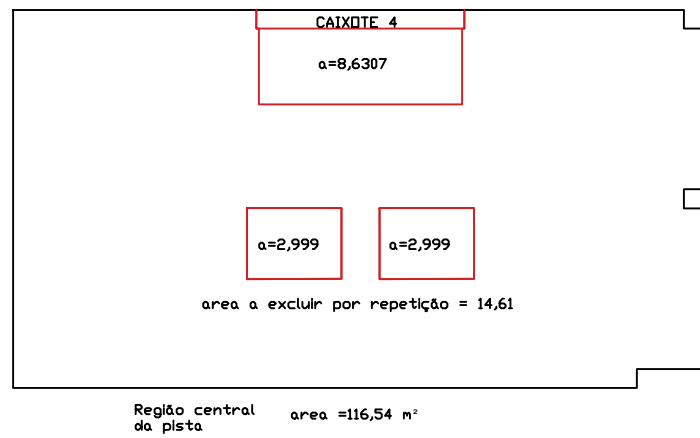 CAIXOTE 4
a=8,6307
a=2,999
a=2,999
area a excluir por repetição = 14,61
Região central
da pista
area =116,54 m²